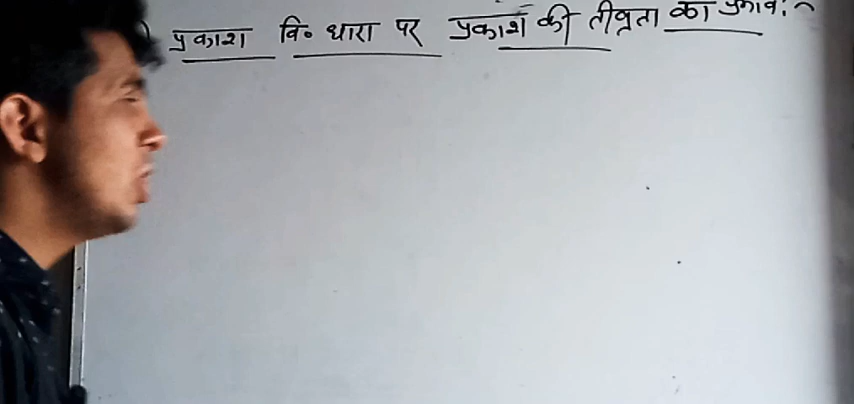 प्रकाश वि॰ धारा पर प्रकाश की तीव्रता का प्रभाव:~